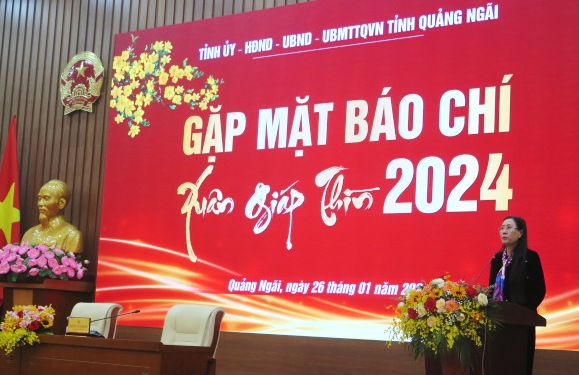 TỈNH ỦY - HĐND - UBND - UBMTTQVN TỈNH QUẢNG NGÃI
GẶP MẶT BÁO CHÍ
Xuân Giáp Thìn 2024
Quảng Ngãi, ngày 26 tháng 01 năm